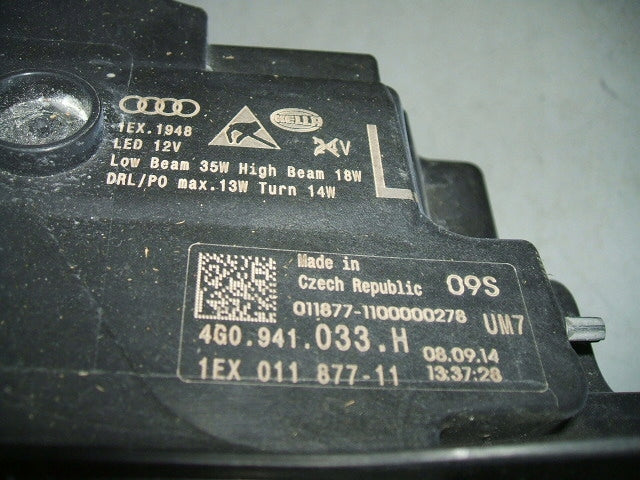 HELLA
1EX.1948
LED 12V
24V
Low Beam 35W High Beam 18W
DRL/PO max.13W Turn 14W
L
Made in
Czech Republic 09S
011877-1100000278 UM7
4G0.941.033.H 08.09.14
1EX 011 877-11 13:37:28